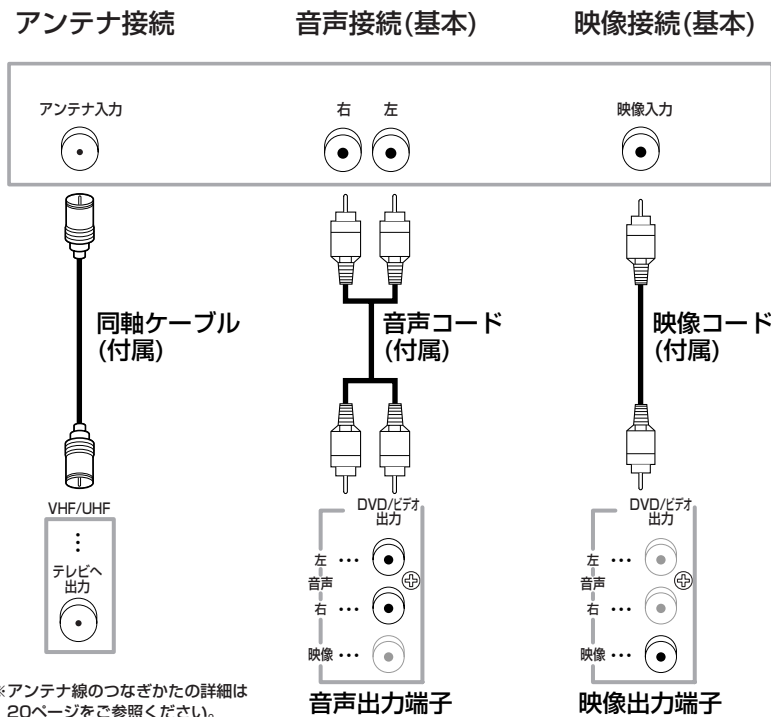 アンテナ接続
音声接続(基本)
映像接続(基本)
アンテナ入力
右 左
映像入力
同軸ケーブル
(付属)
音声コード
(付属)
映像コード
(付属)
VHF/UHF
テレビへ
出力
DVD/ビデオ
出力
左
音声
右
映像
DVD/ビデオ
出力
左
音声
右
映像
※アンテナ線のつなぎかたの詳細は
20ページをご参照ください。
音声出力端子
映像出力端子